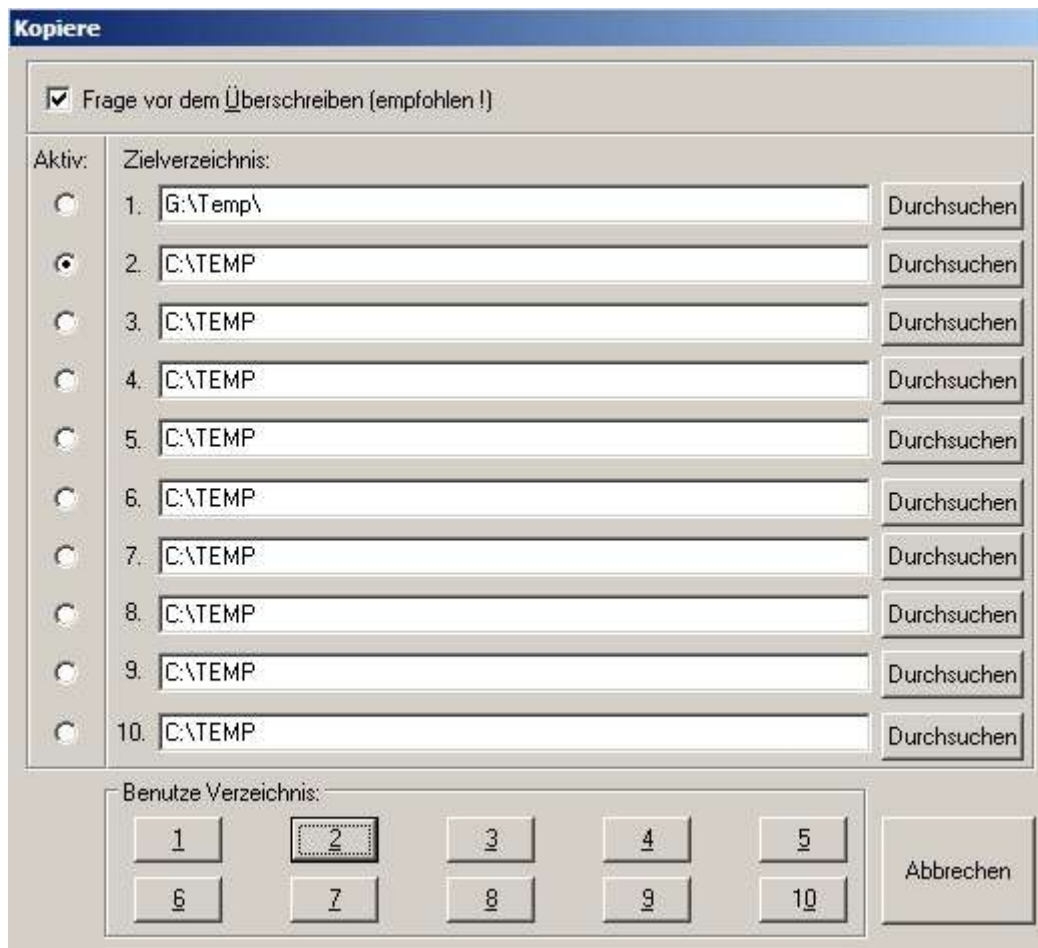 Kopiere
Frage vor dem Überschreiben (empfohlen !)
Aktiv: Zielverzeichnis:
1. G:\Temp\ Durchsuchen
2. C:\TEMP Durchsuchen
3. C:\TEMP Durchsuchen
4. C:\TEMP Durchsuchen
5. C:\TEMP Durchsuchen
6. C:\TEMP Durchsuchen
7. C:\TEMP Durchsuchen
8. C:\TEMP Durchsuchen
9. C:\TEMP Durchsuchen
10. C:\TEMP Durchsuchen
Benutze Verzeichnis:
1 2 3 4 5
6 7 8 9 10
Abbrechen